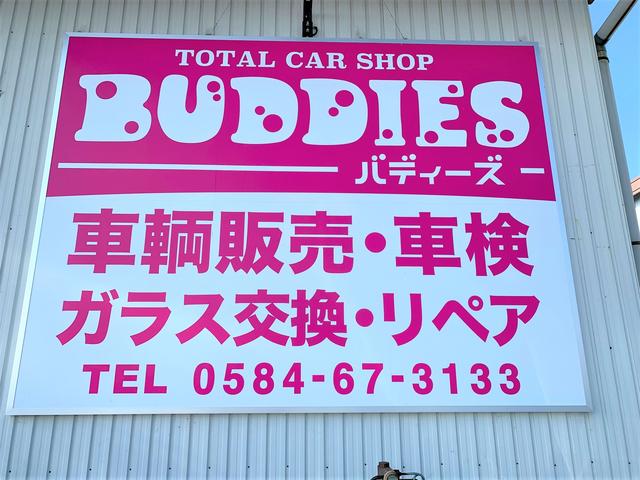 TOTAL CAR SHOP
BUDDIES
バディーズ
車輌販売・車検
ガラス交換・リペア
TEL 0584-67-3133